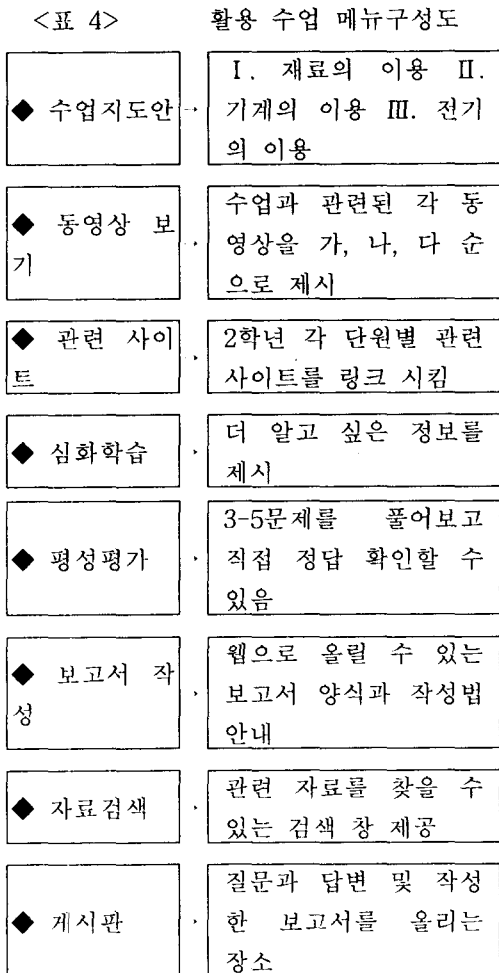 <표 4> 활용 수업 메뉴구성도
◆ 수업지도안
Ⅰ. 재료의 이용 Ⅱ.
기계의 이용 Ⅲ. 전기
의 이용
◆ 동영상 보
기
수업과 관련된 각 동
영상을 가, 나, 다 순
으로 제시
◆ 관련 사이
트
2학년 각 단원별 관련
사이트를 링크 시킴
◆ 심화학습
더 알고 싶은 정보를
제시
◆ 평성평가
3-5문제를 풀어보고
직접 정답 확인할 수
있음
◆ 보고서 작
성
웹으로 올릴 수 있는
보고서 양식과 작성법
안내
◆ 자료검색
관련 자료를 찾을 수
있는 검색 창 제공
◆ 게시판
질문과 답변 및 작성
한 보고서를 올리는
장소